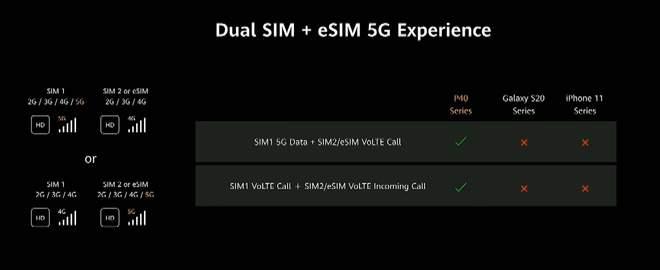 Dual SIM + eSIM 5G Experience
SIM 1
2G / 3G / 4G / 5G
SIM 2 or eSIM
2G / 3G / 4G
HD
5G
HD
4G
or
SIM 1
2G / 3G / 4G
SIM 2 or eSIM
2G / 3G / 4G / 5G
HD
4G
HD
5G
P40
Series
Galaxy S20
Series
iPhone 11
Series
SIM1 5G Data + SIM2/eSIM VoLTE Call
SIM1 VoLTE Call + SIM2/eSIM VoLTE Incoming Call